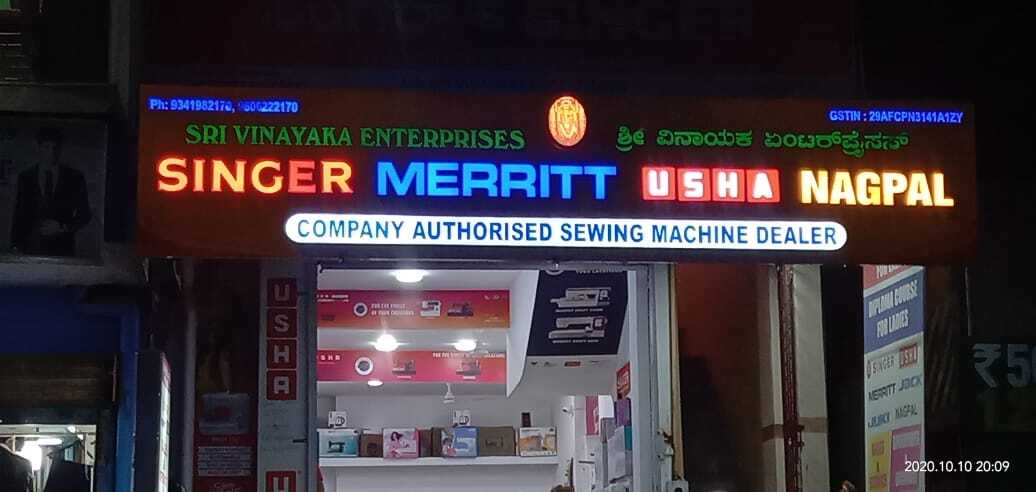 Ph: 9341982170, 9606222170
GSTIN : 29AFCPN3141A1ZY
SRI VINAYAKA ENTERPRISES
ಶ್ರೀ ವಿನಾಯಕ ಏಂಟರ್‌ಪ್ರೈಸಸ್
SINGER MERRITT USHA NAGPAL
COMPANY AUTHORISED SEWING MACHINE DEALER
USHA
DIPLOMA COURSE
FOR LADIES
SINGER USHA
MERRITT JACK
NAGPAL
₹50
2020.10.10 20:09